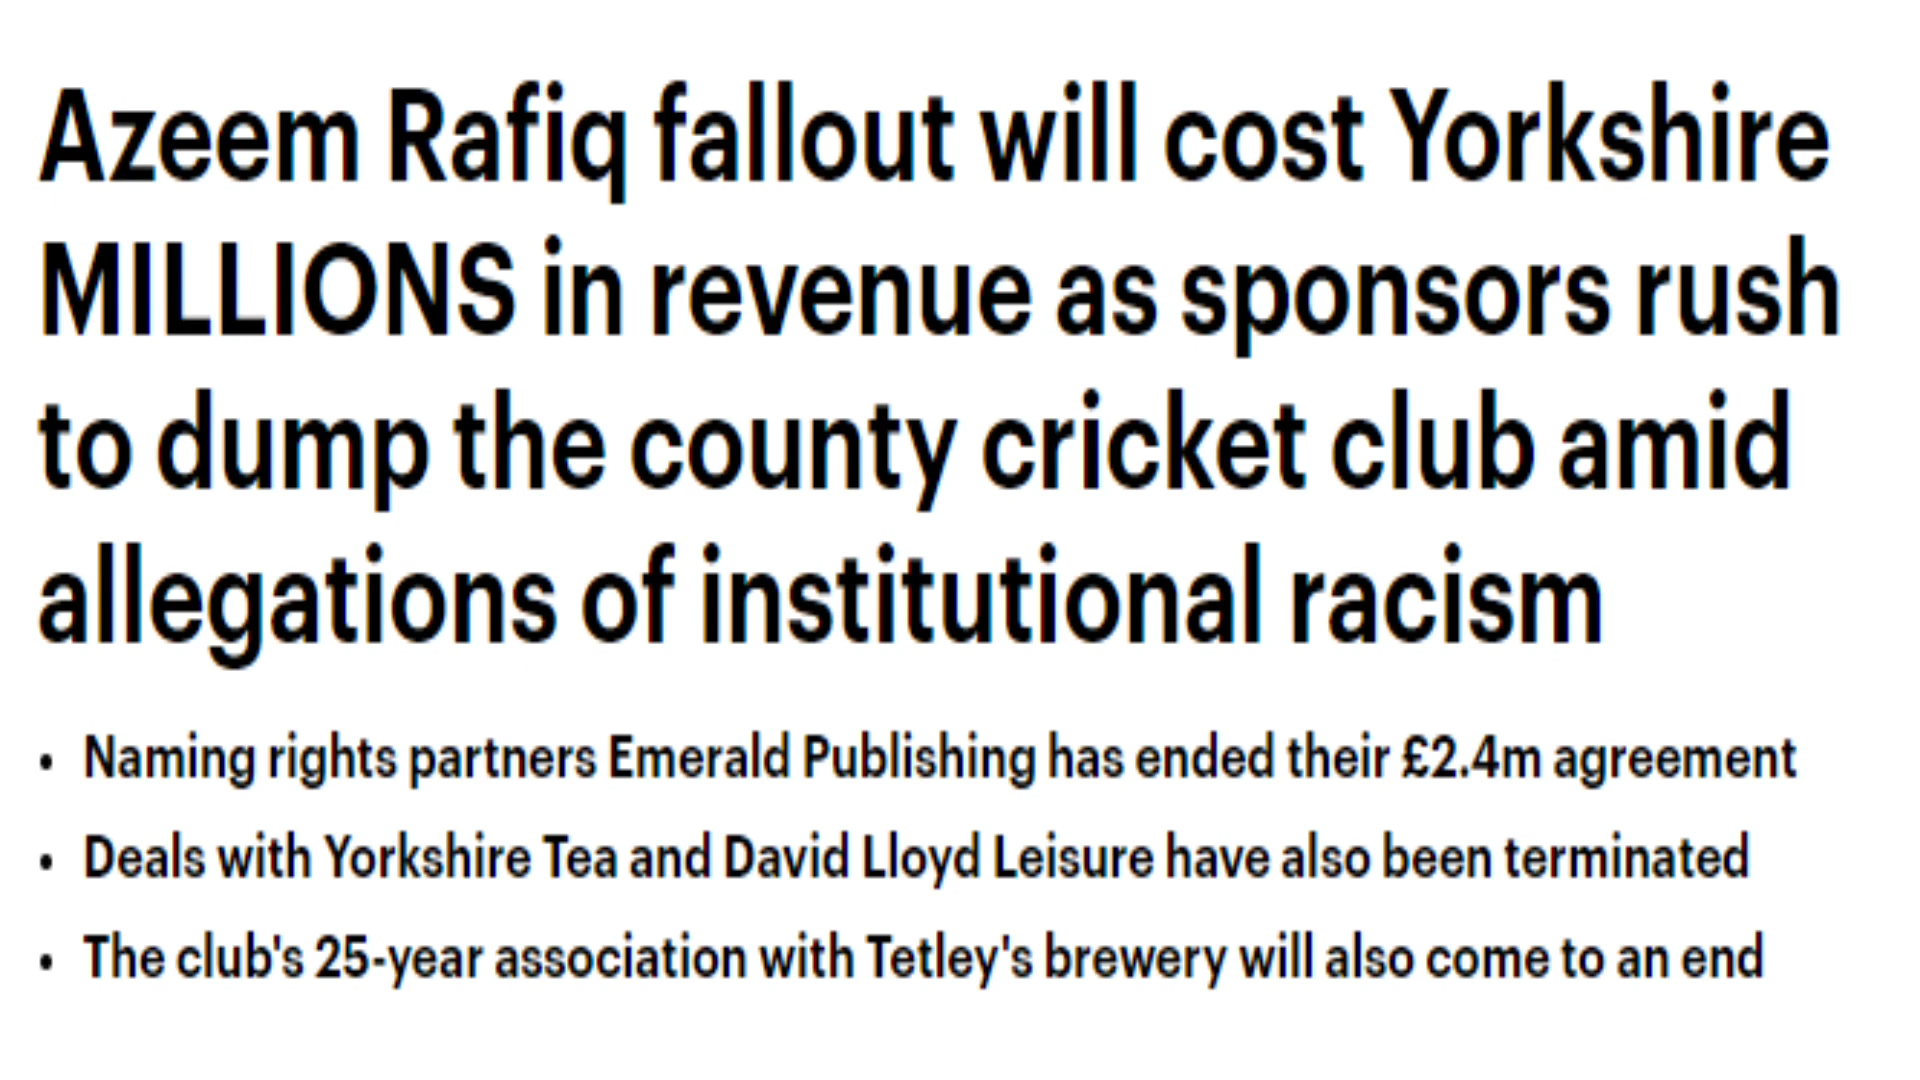 Azeem Rafiq fallout will cost Yorkshire
MILLIONS in revenue as sponsors rush
to dump the county cricket club amid
allegations of institutional racism
• Naming rights partners Emerald Publishing has ended their £2.4m agreement
• Deals with Yorkshire Tea and David Lloyd Leisure have also been terminated
• The club's 25-year association with Tetley's brewery will also come to an end